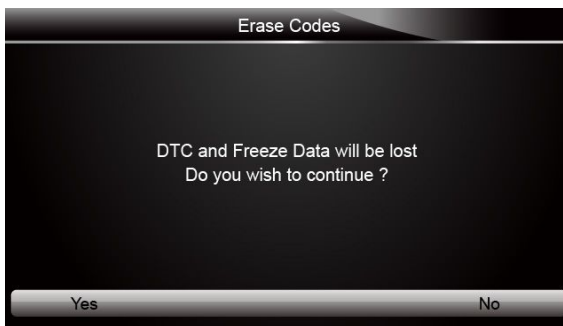 Erase Codes
DTC and Freeze Data will be lost
Do you wish to continue ?
Yes No